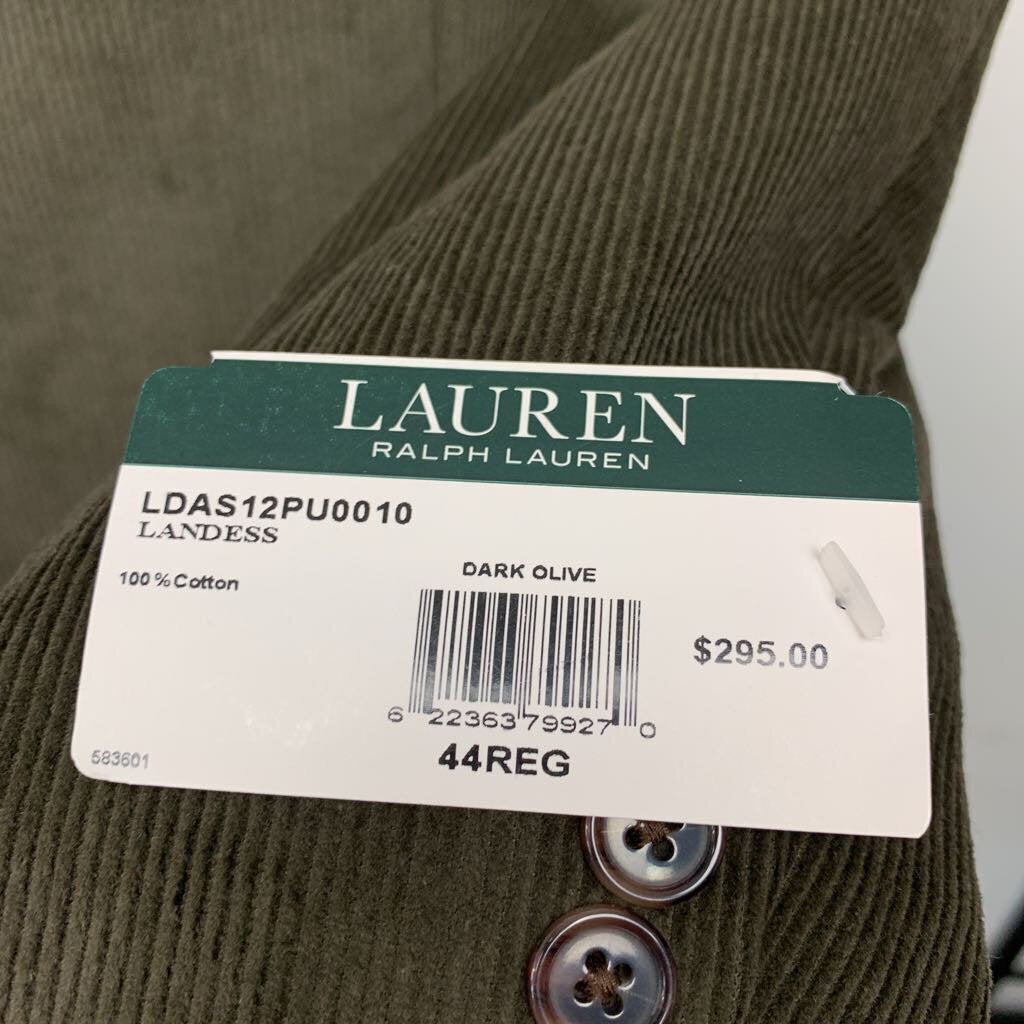 LAUREN
RALPH LAUREN
LDAS12PU0010
LANDESS
100%Cotton
DARK OLIVE
$295.00
6 22363 79927 0
44REG
583601